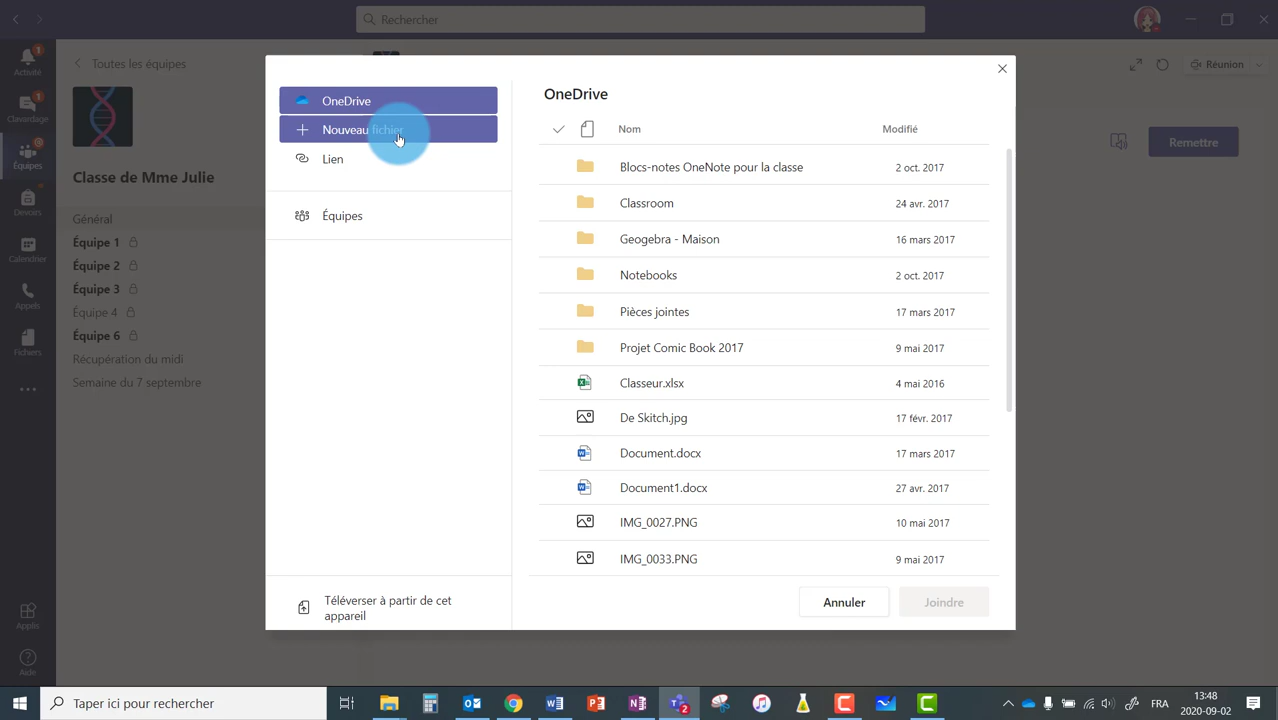 Rechercher
Activité
Clavardage
Équipes
Devoirs
Calendrier
Appels
Fichiers
Applis
Aide
Toutes les équipes
Classe de Mme Julie
Général
Équipe 1
Équipe 2
Équipe 3
Équipe 4
Équipe 6
Récupération du midi
Semaine du 7 septembre
OneDrive
Nouveau fichier
Lien
Équipes
Téléverser à partir de cet
appareil
OneDrive
Nom Modifié
Blocs-notes OneNote pour la classe 2 oct. 2017
Classroom 24 avr. 2017
Geogebra - Maison 16 mars 2017
Notebooks 2 oct. 2017
Pièces jointes 17 mars 2017
Projet Comic Book 2017 9 mai 2017
Classeur.xlsx 4 mai 2016
De Skitch.jpg 17 févr. 2017
Document.docx 17 mars 2017
Document1.docx 27 avr. 2017
IMG_0027.PNG 10 mai 2017
IMG_0033.PNG 9 mai 2017
Annuler Joindre
Réunion
Remettre
Taper ici pour rechercher
FRA
13:48
2020-09-02